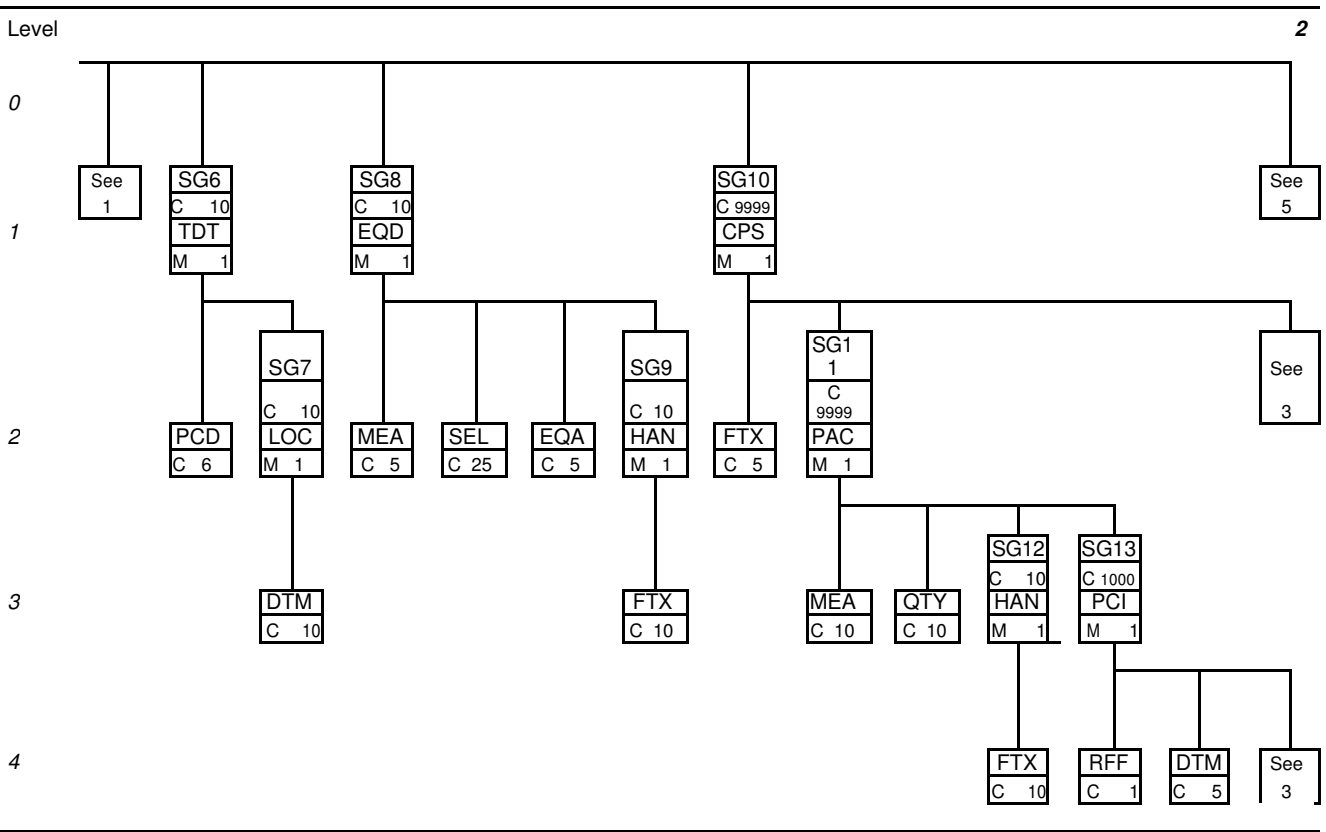 Level 2
0
See SG6 SG8 SG10 See
1 C 10 C 10 C 9999 5
1 TDT EQD CPS
M 1 M 1 M 1
SG1
SG7 SG9 1 See
C
C 10 C 10 9999 3
2 PCD LOC MEA SEL EQA HAN FTX PAC
C 6 M 1 C 5 C 25 C 5 M 1 C 5 M 1
SG12 SG13
C 10 C 1000
3 DTM FTX MEA QTY HAN PCI
C 10 C 10 C 10 C 10 M 1 M 1
4 FTX RFF DTM See
C 10 C 1 C 5 3